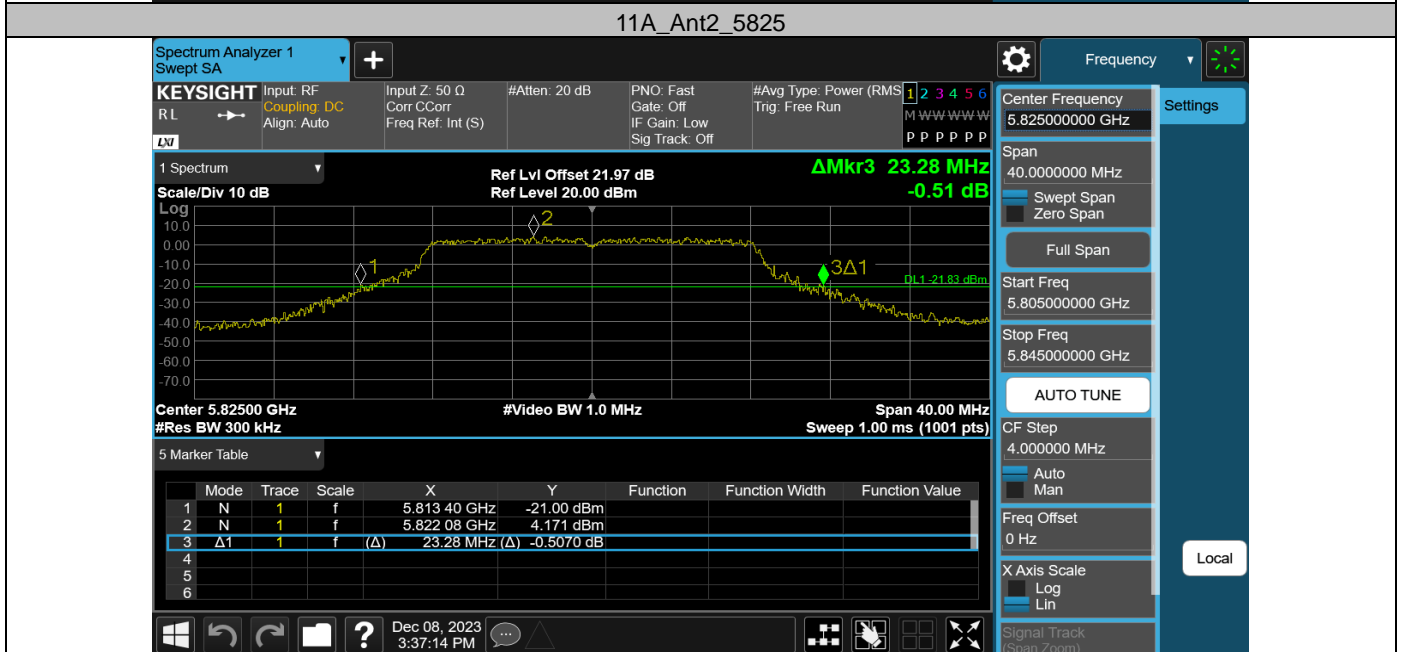 11A_Ant2_5825
Spectrum Analyzer 1
Swept SA
Frequency
KEYSIGHT
RL
LXI
Input: RF
Coupling: DC
Align: Auto
Input Z: 50 Ω
Corr CCorr
Freq Ref: Int (S)
#Atten: 20 dB
PNO: Fast
Gate: Off
IF Gain: Low
Sig Track: Off
#Avg Type: Power (RMS
Trig: Free Run
1 2 3 4 5 6
M W W W W W
P P P P P P
1 Spectrum
Scale/Div 10 dB
Ref Lvl Offset 21.97 dB
Ref Level 20.00 dBm
ΔMkr3 23.28 MHz
-0.51 dB
Log
10.0
0.00
-10.0
-20.0
-30.0
-40.0
-50.0
-60.0
-70.0
1
2
3Δ1
DL1 -21.83 dBm
Center 5.82500 GHz
#Video BW 1.0 MHz
Span 40.00 MHz
#Res BW 300 kHz
Sweep 1.00 ms (1001 pts)
5 Marker Table
Mode Trace Scale X Y Function Function Width Function Value
1 N 1 f 5.813 40 GHz -21.00 dBm
2 N 1 f 5.822 08 GHz 4.171 dBm
3 Δ1 1 f (Δ) 23.28 MHz (Δ) -0.5070 dB
4
5
6
Dec 08, 2023
3:37:14 PM
Center Frequency
5.825000000 GHz
Settings
Span
40.0000000 MHz
Swept Span
Zero Span
Full Span
Start Freq
5.805000000 GHz
Stop Freq
5.845000000 GHz
AUTO TUNE
CF Step
4.000000 MHz
Auto
Man
Freq Offset
0 Hz
X Axis Scale
Log
Lin
Local
Signal Track
(Span Zoom)